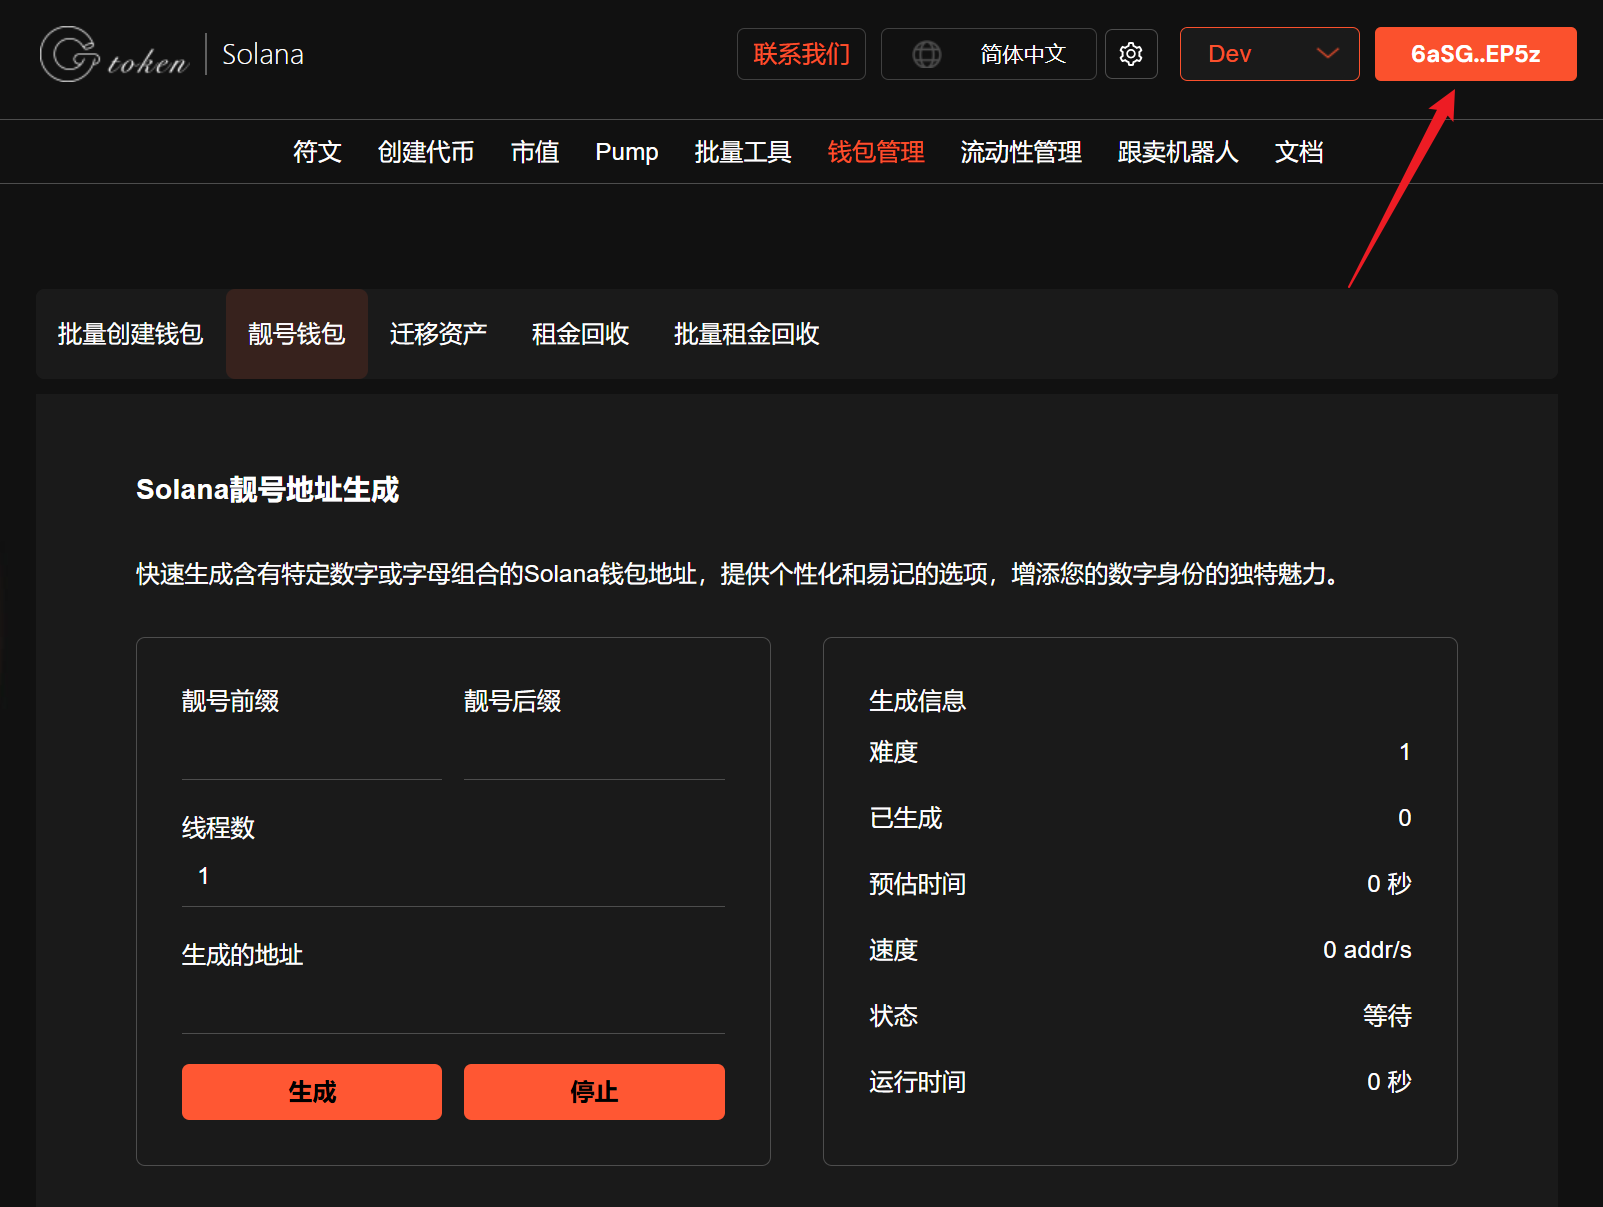 Gtoken | Solana
联系我们
简体中文
Dev
6aSG..EP5z
符文 创建代币 市值 Pump 批量工具 钱包管理 流动性管理 跟卖机器人 文档
批量创建钱包 靓号钱包 迁移资产 租金回收 批量租金回收
Solana靓号地址生成
快速生成含有特定数字或字母组合的Solana钱包地址，提供个性化和易记的选项，增添您的数字身份的独特魅力。
靓号前缀 靓号后缀
线程数
1
生成的地址
生成 停止
生成信息
难度 1
已生成 0
预估时间 0 秒
速度 0 addr/s
状态 等待
运行时间 0 秒